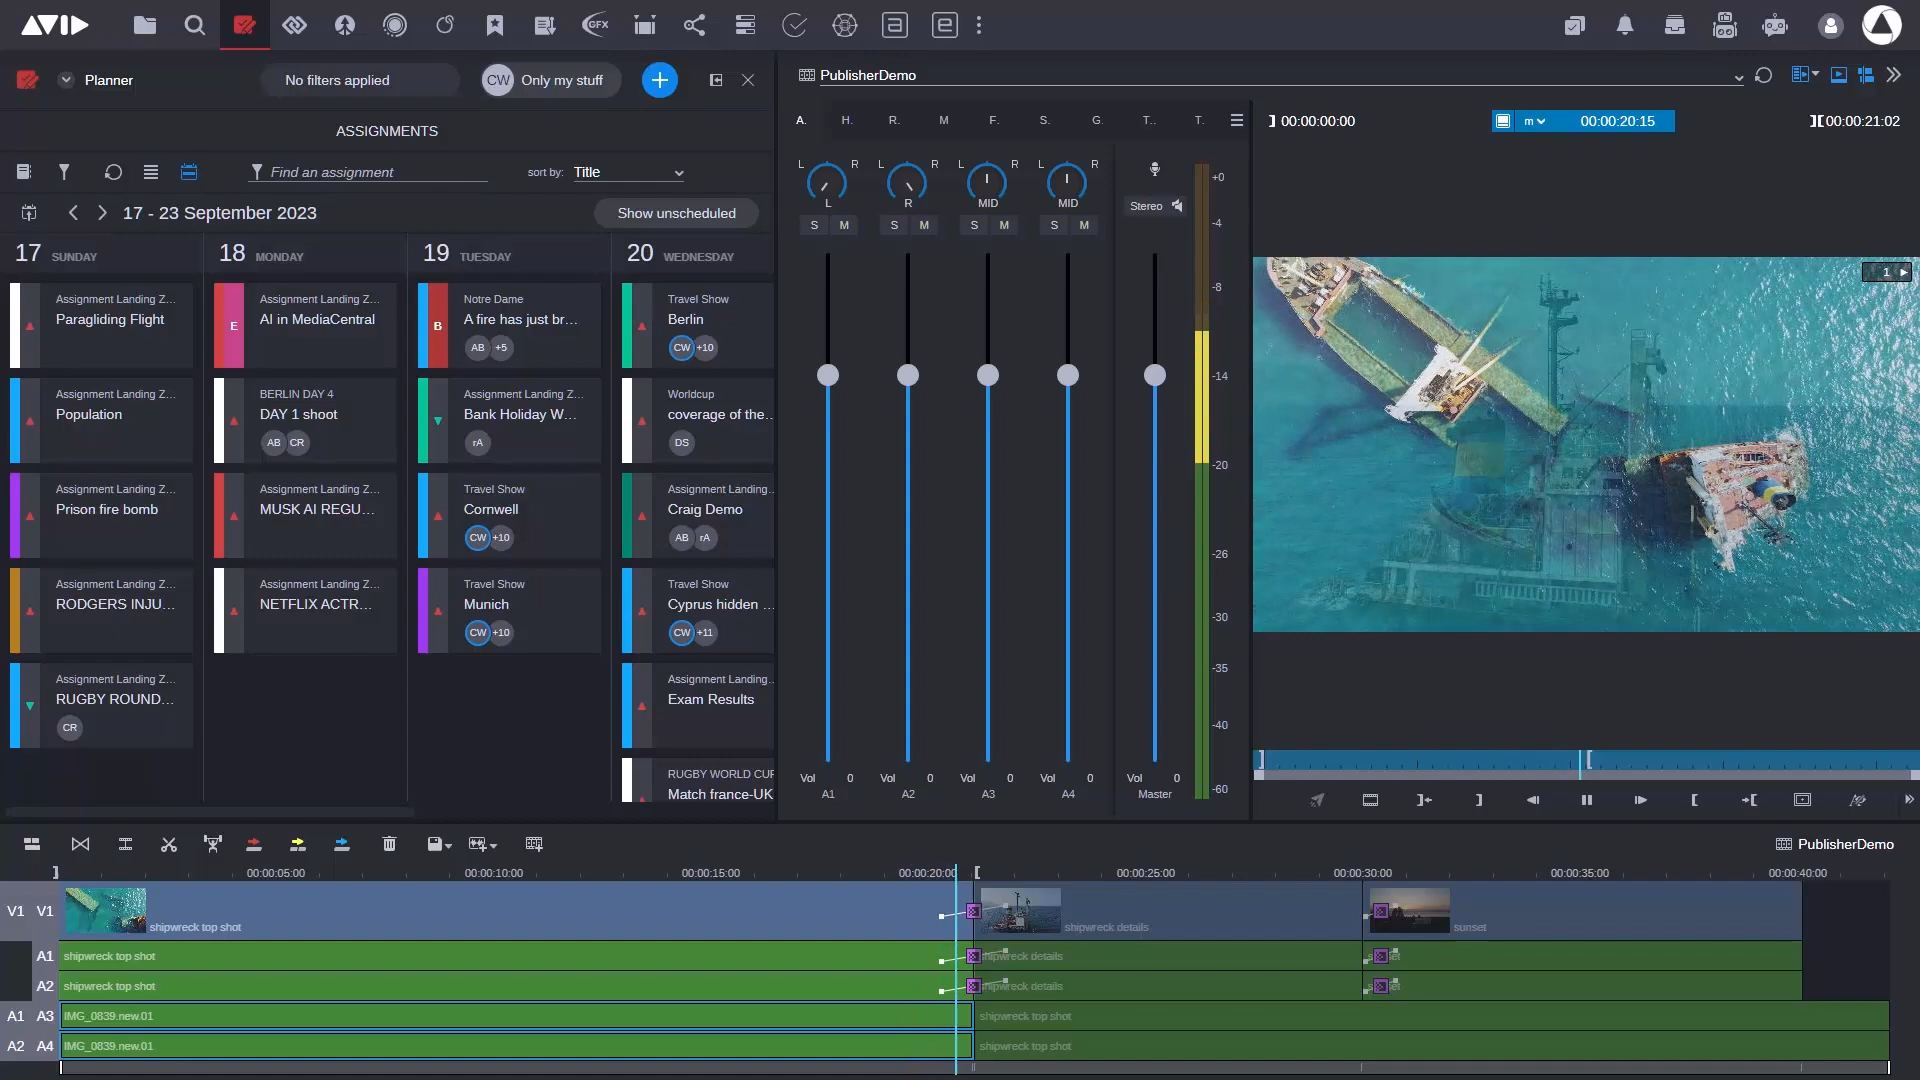 AVID
GFX
a
e
Planner
No filters applied
CW
Only my stuff
ASSIGNMENTS
Find an assignment
sort by:
Title
17 - 23 September 2023
Show unscheduled
17 SUNDAY
18 MONDAY
19 TUESDAY
20 WEDNESDAY
Assignment Landing Z...
Paragliding Flight
Assignment Landing Z...
Population
Assignment Landing Z...
Prison fire bomb
Assignment Landing Z...
RODGERS INJU...
Assignment Landing Z...
RUGBY ROUND...
CR
E
Assignment Landing Z...
AI in MediaCentral
BERLIN DAY 4
DAY 1 shoot
AB CR
Assignment Landing Z...
MUSK AI REGU...
Assignment Landing Z...
NETFLIX ACTR...
B
Notre Dame
A fire has just br...
AB +5
Assignment Landing Z...
Bank Holiday W...
rA
Travel Show
Cornwell
CW +10
Travel Show
Munich
CW +10
Travel Show
Berlin
CW +10
Worldcup
coverage of the...
DS
Assignment Landing...
Craig Demo
AB rA
Travel Show
Cyprus hidden ...
CW +11
Assignment Landing...
Exam Results
RUGBY WORLD CUP
Match france-UK
PublisherDemo
A. H. R. M F. S. G. T.. T.
L R L R L R L R
L R MID MID
S M S M S M S M
Stereo
+0
-4
-8
-14
-20
-26
-30
-35
-40
-60
Vol 0 Vol 0 Vol 0 Vol 0 Vol 0
A1 A2 A3 A4 Master
00:00:00:00
m
00:00:20:15
00:00:21:02
1
PublisherDemo
00:00:05:00 00:00:10:00 00:00:15:00 00:00:20:00 00:00:25:00 00:00:30:00 00:00:35:00 00:00:40:00
V1 V1 shipwreck top shot shipwreck details sunset
A1 shipwreck top shot shipwreck details
A2 shipwreck top shot shipwreck details
A1 A3 IMG_0839.new.01 shipwreck top shot
A2 A4 IMG_0839.new.01 shipwreck top shot